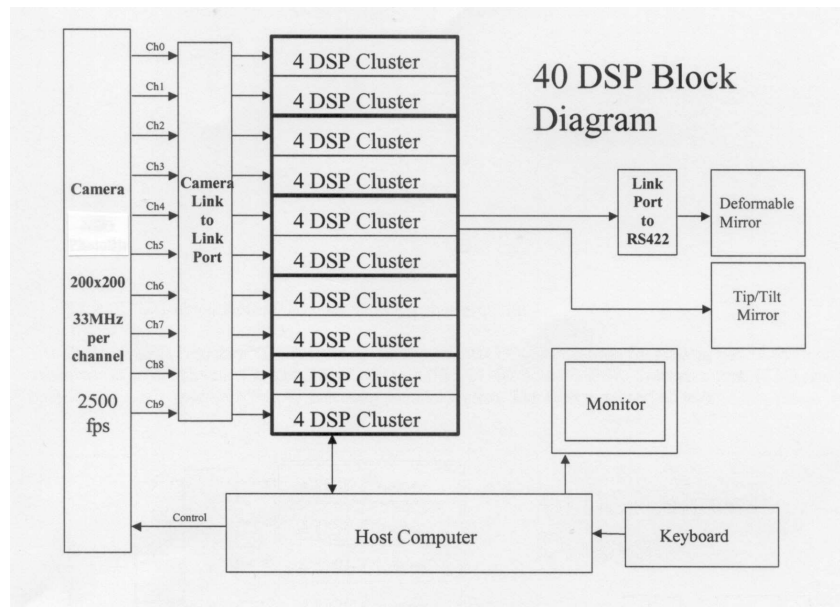 40 DSP Block
Diagram
Camera
200x200
33MHz
per
channel
2500
fps
Ch0
Ch1
Ch2
Ch3
Ch4
Ch5
Ch6
Ch7
Ch8
Ch9
Camera
Link
to
Link
Port
4 DSP Cluster
4 DSP Cluster
4 DSP Cluster
4 DSP Cluster
4 DSP Cluster
4 DSP Cluster
4 DSP Cluster
4 DSP Cluster
4 DSP Cluster
4 DSP Cluster
Link
Port
to
RS422
Deformable
Mirror
Tip/Tilt
Mirror
Monitor
Control
Host Computer
Keyboard